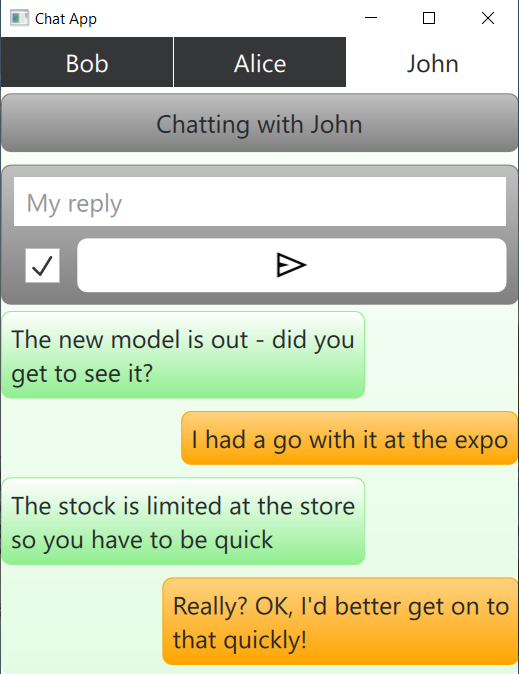 Chat App
Bob
Alice
John
Chatting with John
My reply
The new model is out - did you
get to see it?
I had a go with it at the expo
The stock is limited at the store
so you have to be quick
Really? OK, I'd better get on to
that quickly!